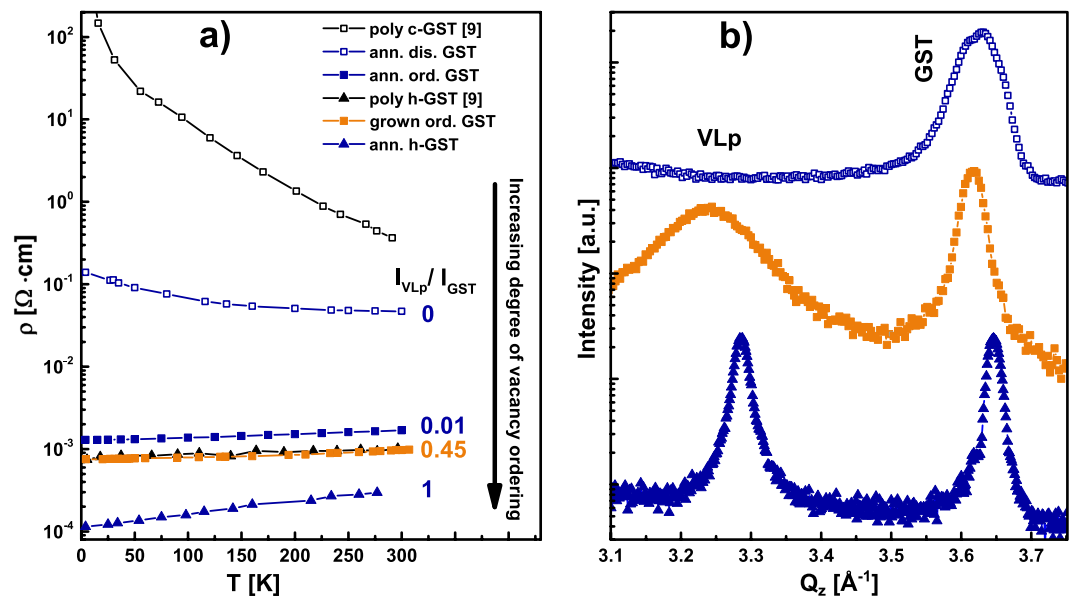 a)
poly c-GST [9]
ann. dis. GST
ann. ord. GST
poly h-GST [9]
grown ord. GST
ann. h-GST
10²
10¹
10⁰
10⁻¹
10⁻²
10⁻³
10⁻⁴
ρ [Ω ·cm]
I_VLp/ I_GST
0
0.01
0.45
1
Increasing degree of vacancy ordering
0 50 100 150 200 250 300
T [K]
b)
GST
VLp
Intensity [a.u.]
3.1 3.2 3.3 3.4 3.5 3.6 3.7
Q_z [Å⁻¹]